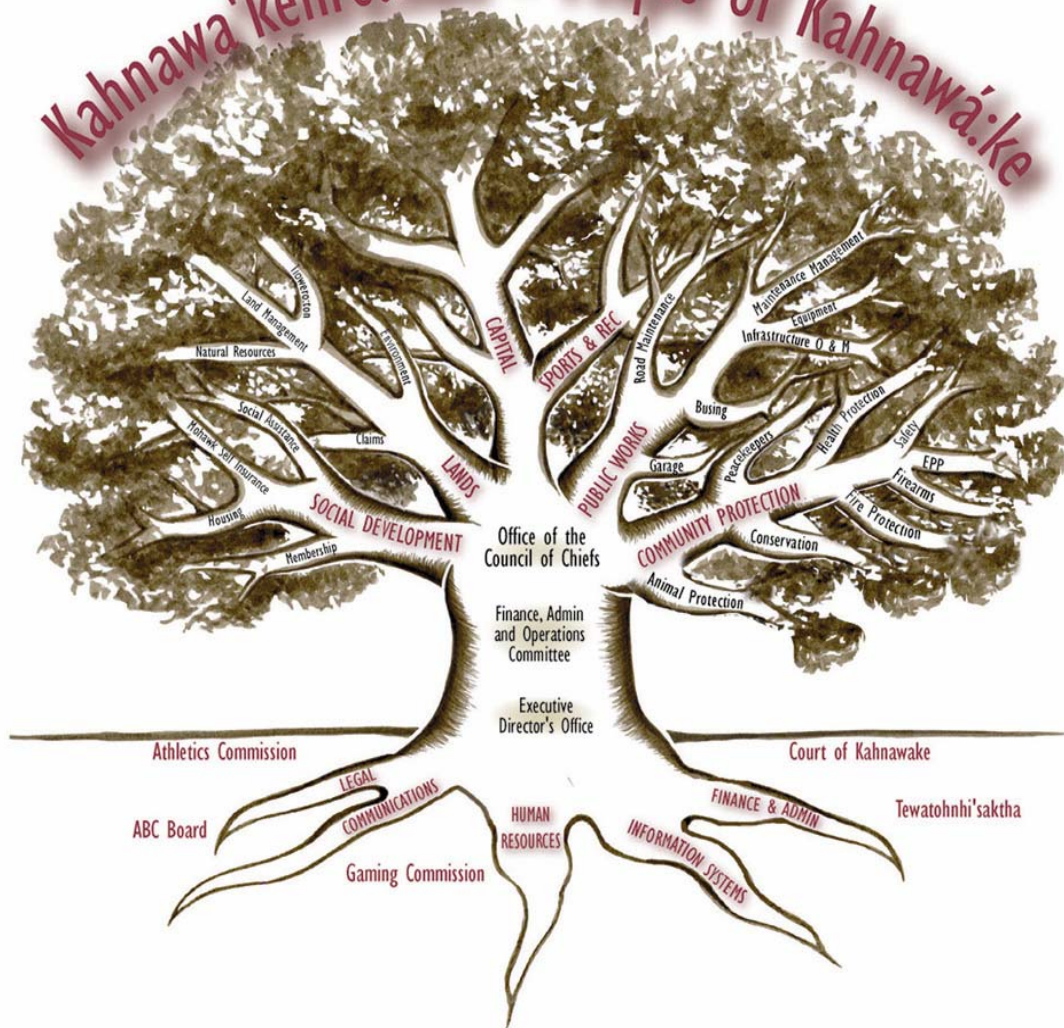 of Kahnawá:ke
Maintenance Management
Land Management
Equipment
CAPITAL
SPORTS & REC
Road Maintenance
Infrastructure O & M
Natural Resources
Environment
Social Assistance
Busing
Health Protection
Mohawk Self Insurance
Claims
Peacekeepers
Safety
Garage
EPP
LANDS
PUBLIC WORKS
Firearms
Housing
SOCIAL DEVELOPMENT
COMMUNITY PROTECTION
Fire Protection
Office of the
Council of Chiefs
Conservation
Membership
Animal Protection
Finance, Admin
and Operations
Committee
Executive
Director's Office
Athletics Commission
Court of Kahnawake
LEGAL
COMMUNICATIONS
ABC Board
HUMAN
RESOURCES
FINANCE & ADMIN
Tewatohnhi'saktha
INFORMATION SYSTEMS
Gaming Commission